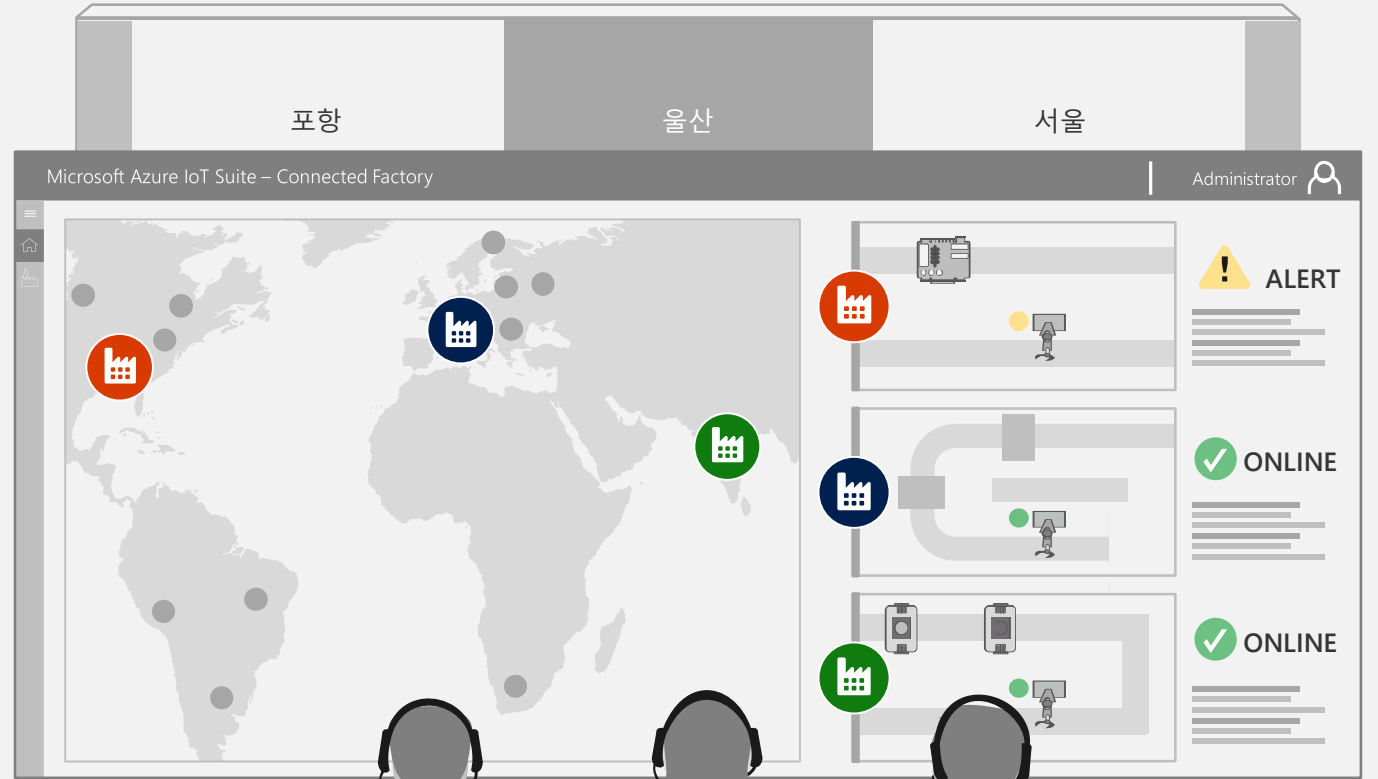 포항
울산
서울
Microsoft Azure IoT Suite – Connected Factory
Administrator
ALERT
ONLINE
ONLINE